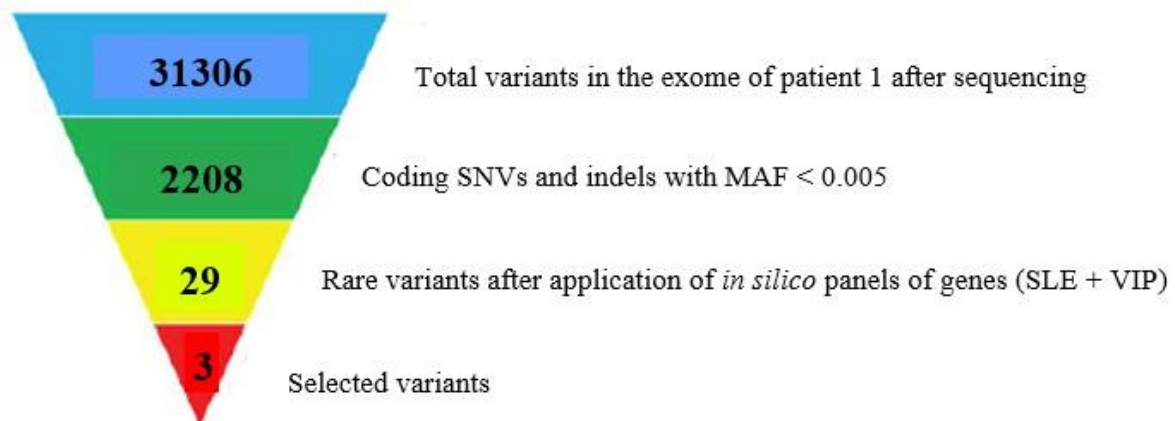 31306 Total variants in the exome of patient 1 after sequencing
2208 Coding SNVs and indels with MAF < 0.005
29 Rare variants after application of in silico panels of genes (SLE + VIP)
3 Selected variants